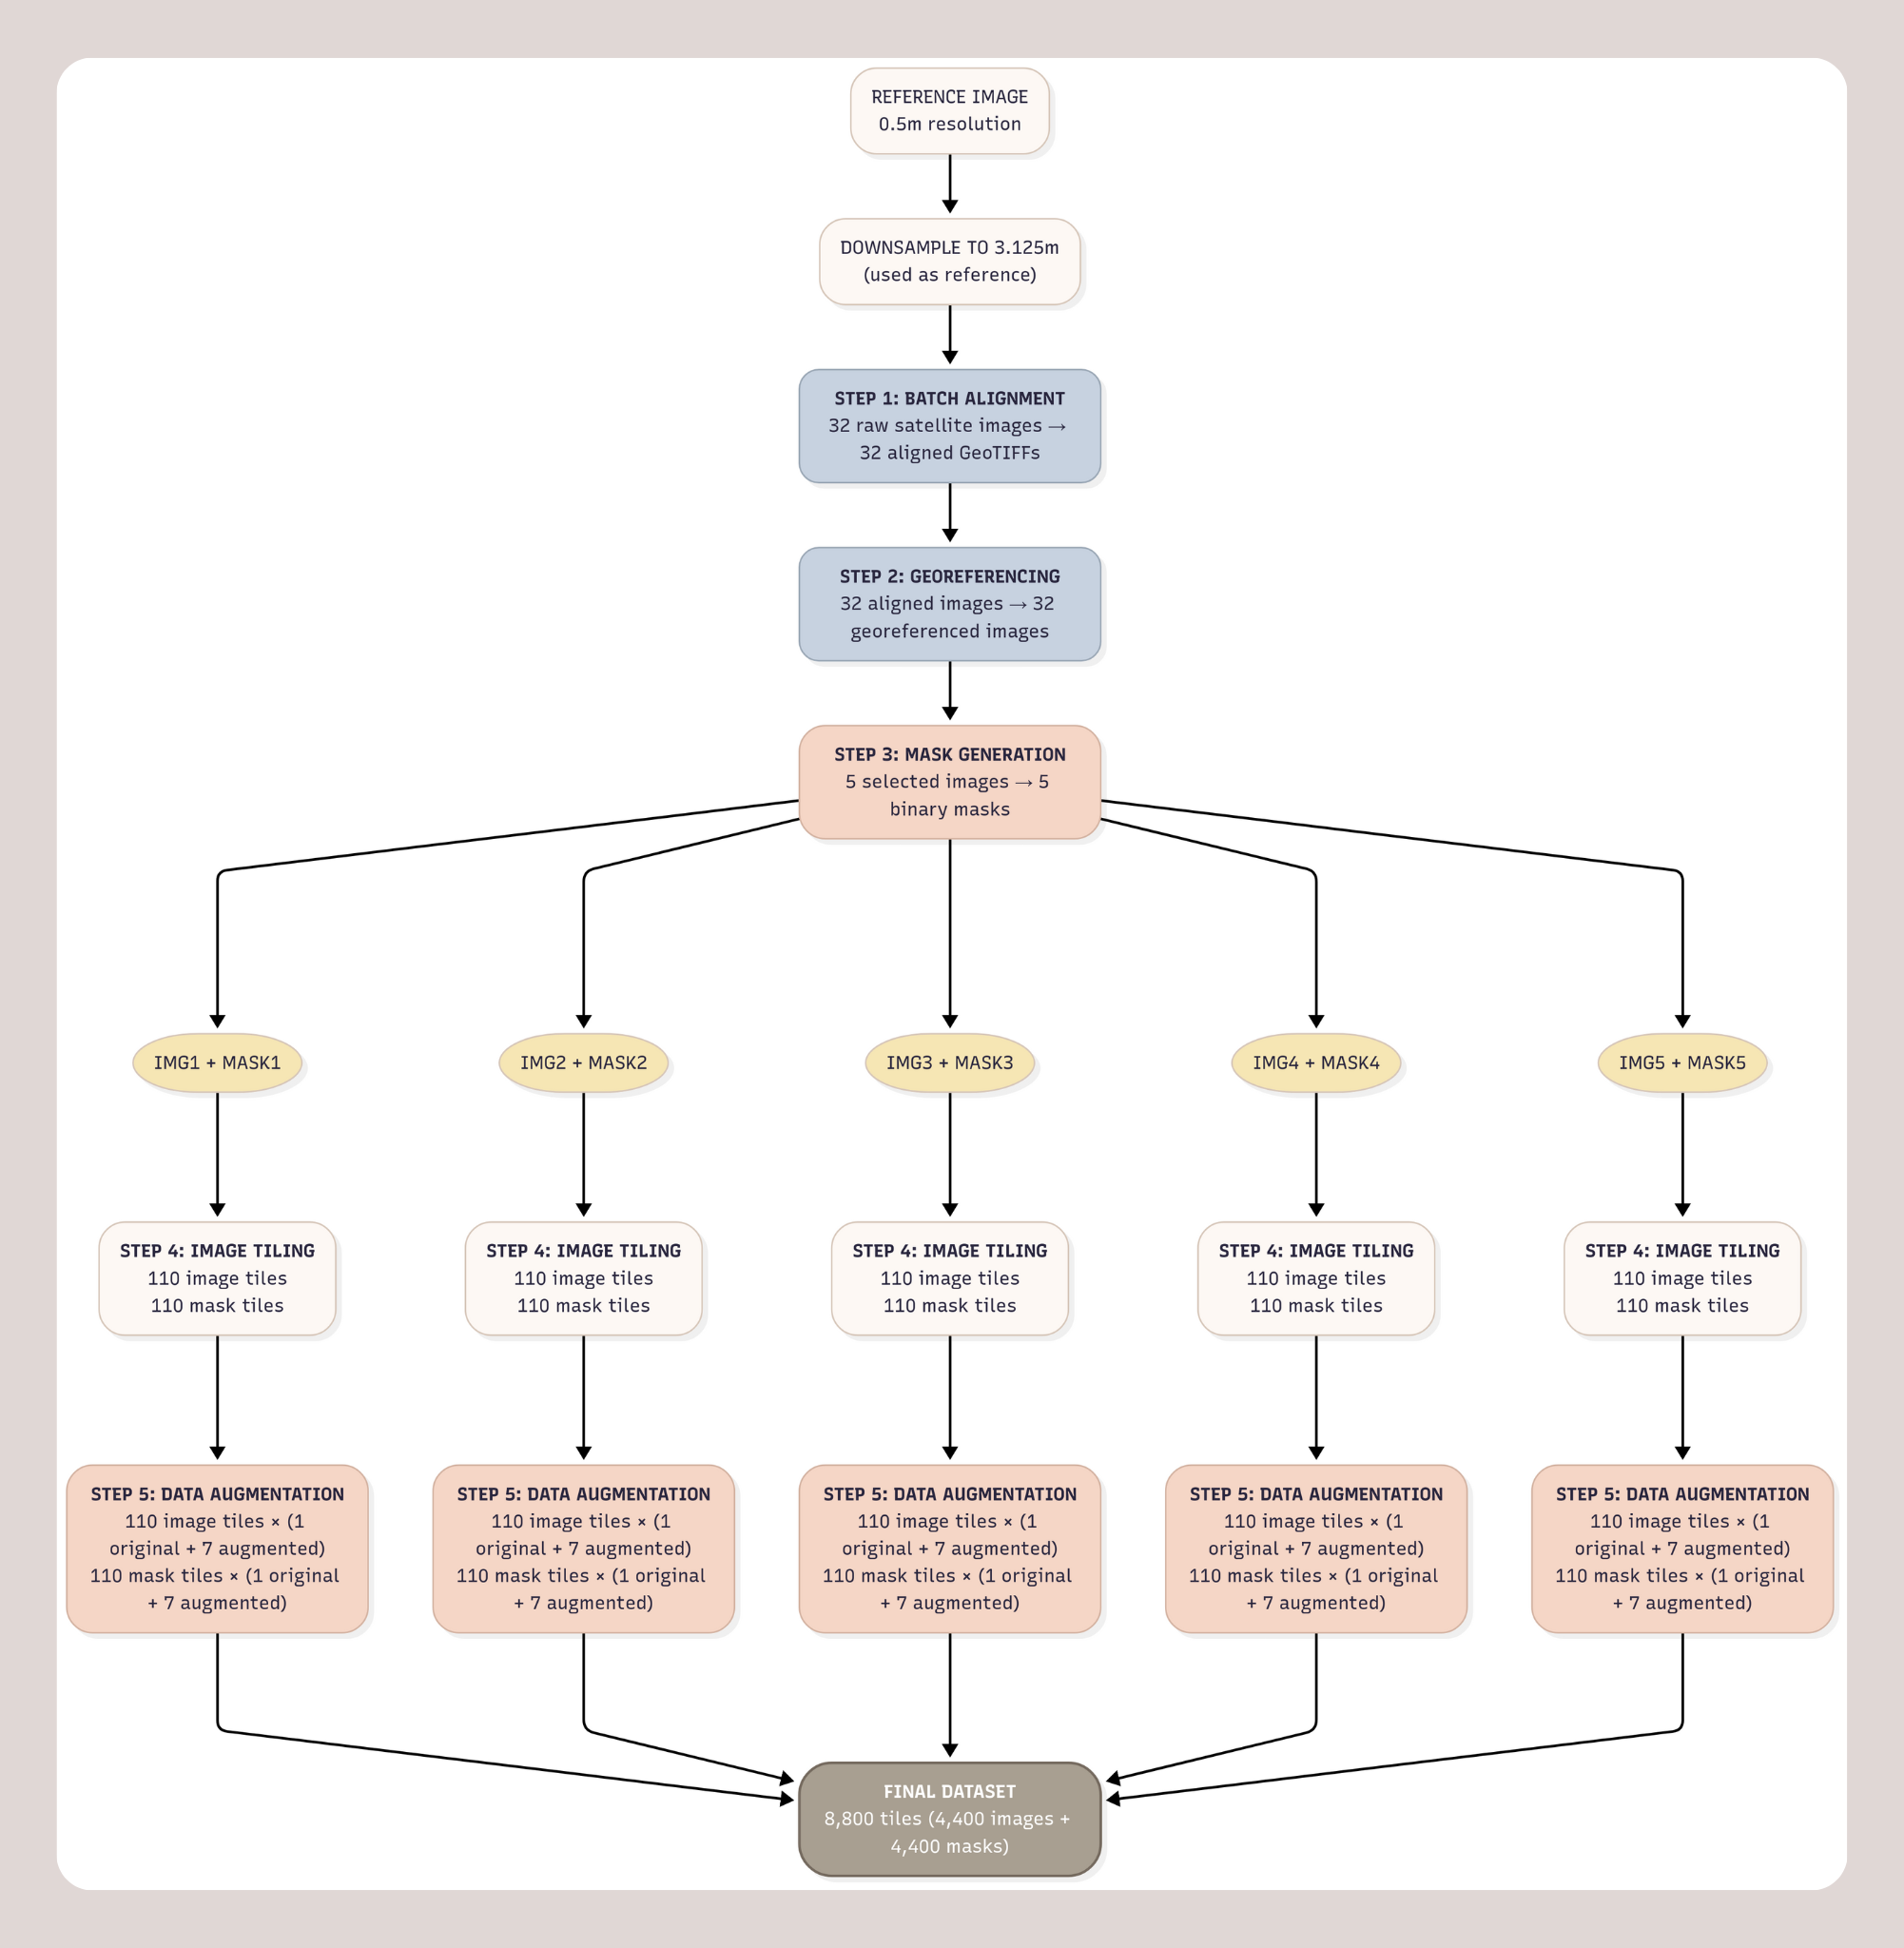 REFERENCE IMAGE
0.5m resolution
DOWNSAMPLE TO 3.125m
(used as reference)
STEP 1: BATCH ALIGNMENT
32 raw satellite images →
32 aligned GeoTIFFs
STEP 2: GEOREFERENCING
32 aligned images → 32
georeferenced images
STEP 3: MASK GENERATION
5 selected images → 5
binary masks
IMG1 + MASK1
IMG2 + MASK2
IMG3 + MASK3
IMG4 + MASK4
IMG5 + MASK5
STEP 4: IMAGE TILING
110 image tiles
110 mask tiles
STEP 4: IMAGE TILING
110 image tiles
110 mask tiles
STEP 4: IMAGE TILING
110 image tiles
110 mask tiles
STEP 4: IMAGE TILING
110 image tiles
110 mask tiles
STEP 4: IMAGE TILING
110 image tiles
110 mask tiles
STEP 5: DATA AUGMENTATION
110 image tiles × (1
original + 7 augmented)
110 mask tiles × (1 original
+ 7 augmented)
STEP 5: DATA AUGMENTATION
110 image tiles × (1
original + 7 augmented)
110 mask tiles × (1 original
+ 7 augmented)
STEP 5: DATA AUGMENTATION
110 image tiles × (1
original + 7 augmented)
110 mask tiles × (1 original
+ 7 augmented)
STEP 5: DATA AUGMENTATION
110 image tiles × (1
original + 7 augmented)
110 mask tiles × (1 original
+ 7 augmented)
STEP 5: DATA AUGMENTATION
110 image tiles × (1
original + 7 augmented)
110 mask tiles × (1 original
+ 7 augmented)
FINAL DATASET
8,800 tiles (4,400 images +
4,400 masks)